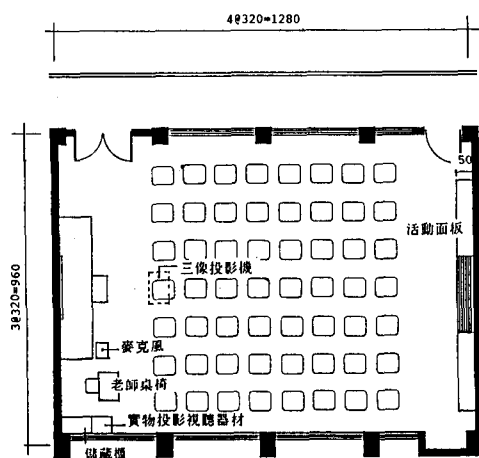 4@320=1280
50
活動面板
三像投影機
3@320=960
麥克風
老師桌椅
實物投影視聽器材
儲藏櫃